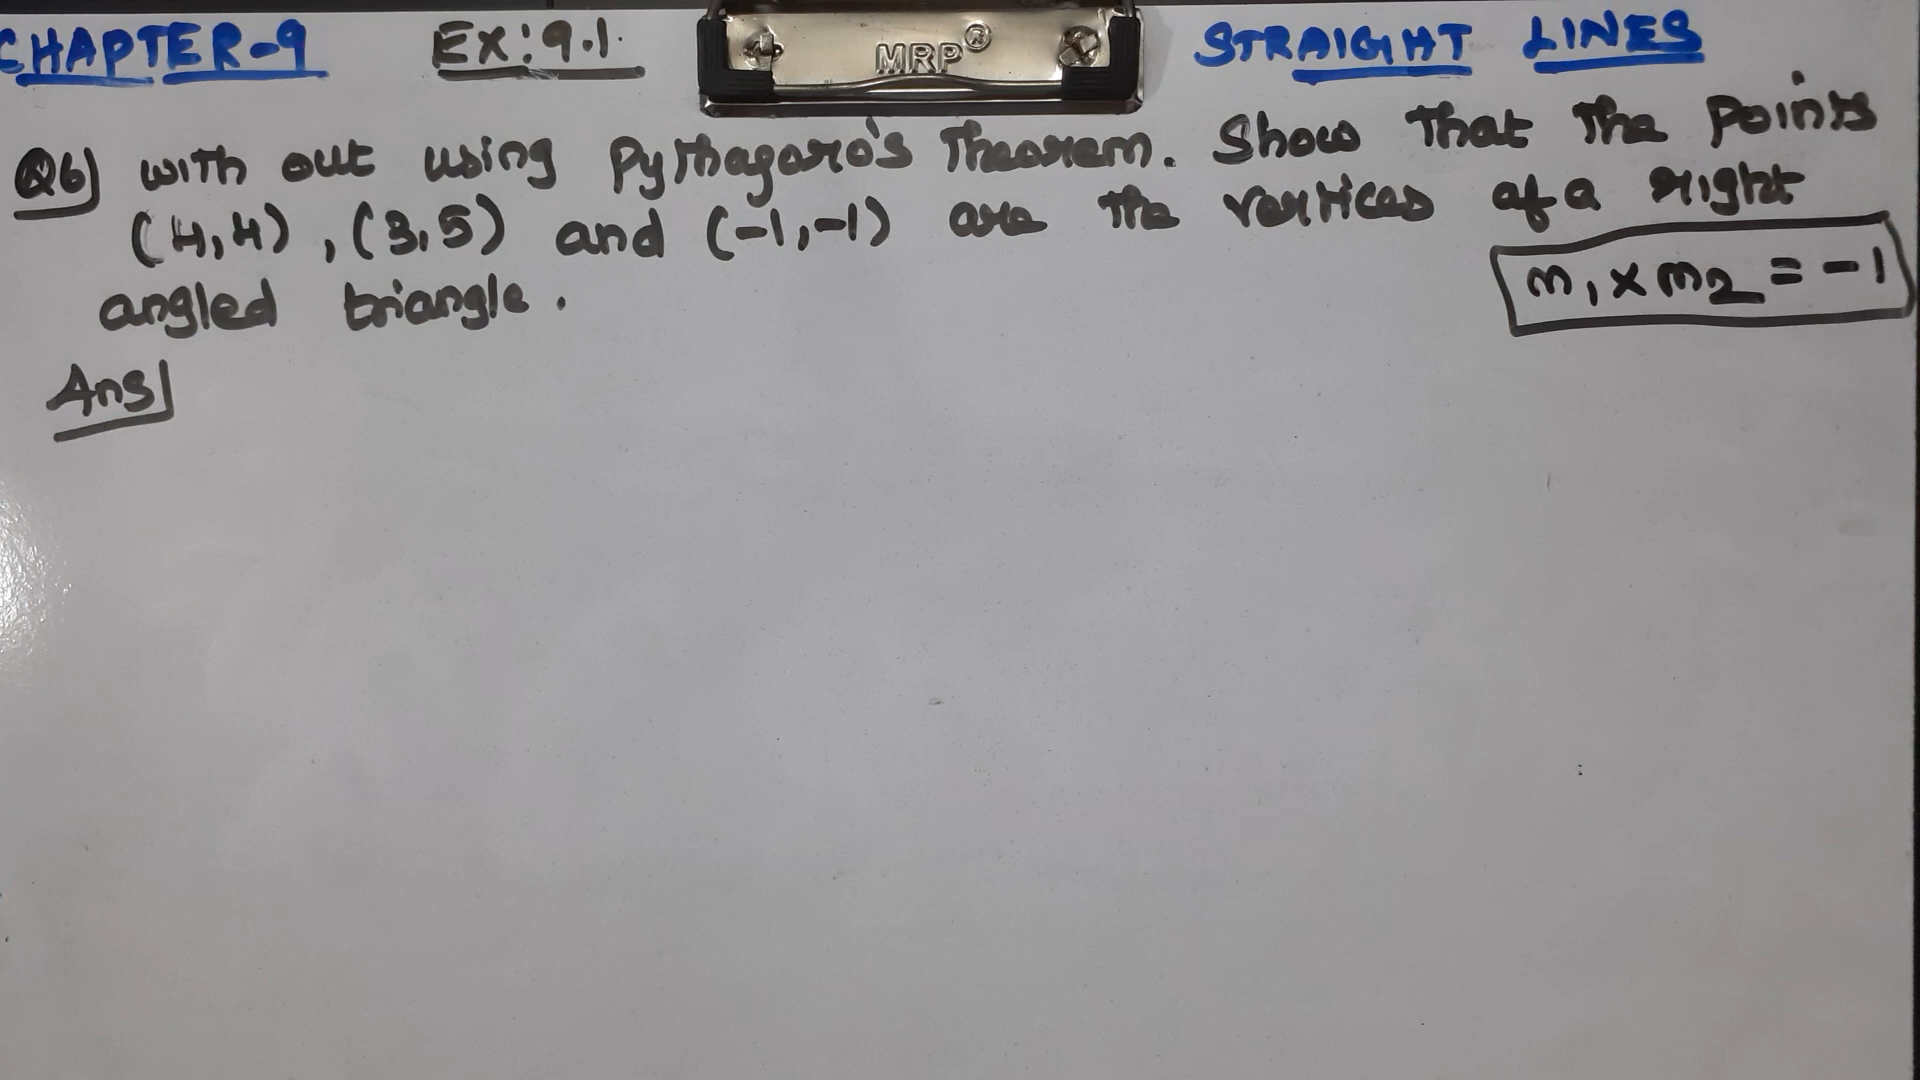 CHAPTER-9 EX:9.1. MRP® STRAIGHT LINES
Q6) with out using Pythagoro's Theorem. Show That The Points
(4,4), (3,5) and (-1,-1) are the vertices of a right
angled triangle. m1 x m2 = -1
Ans]